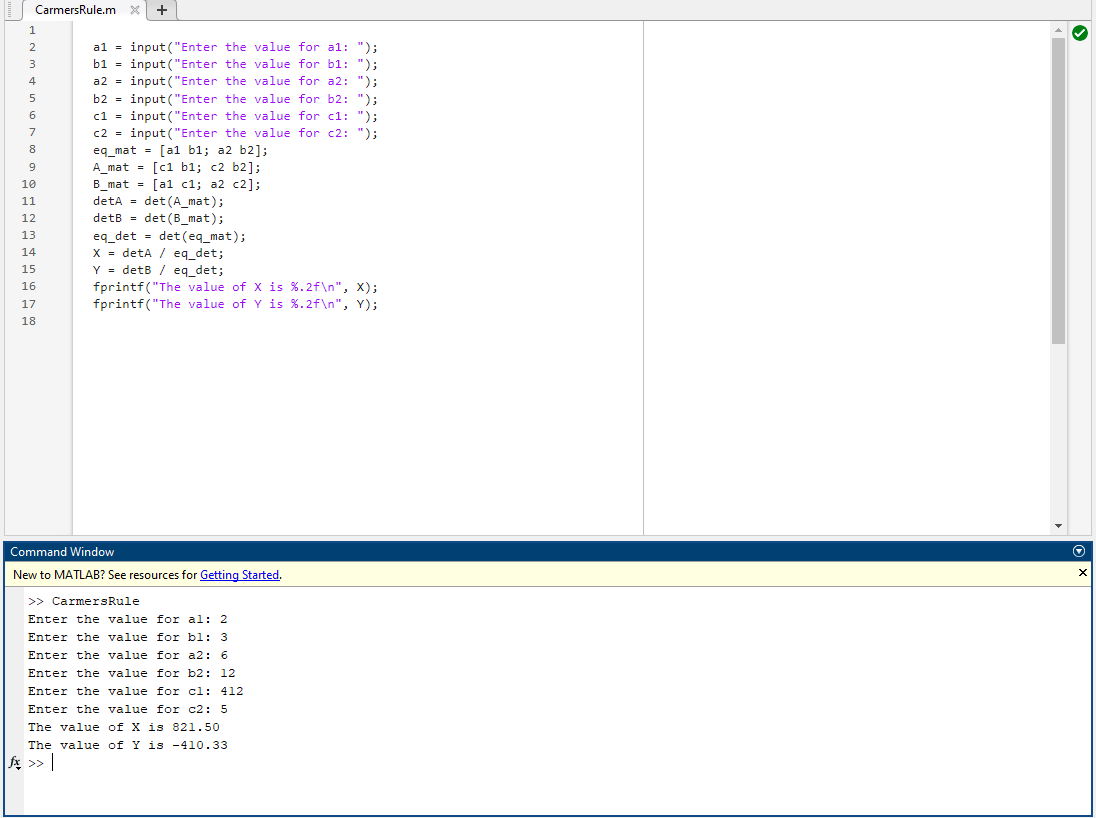 CarmersRule.m × +
1
2 a1 = input("Enter the value for a1: ");
3 b1 = input("Enter the value for b1: ");
4 a2 = input("Enter the value for a2: ");
5 b2 = input("Enter the value for b2: ");
6 c1 = input("Enter the value for c1: ");
7 c2 = input("Enter the value for c2: ");
8 eq_mat = [a1 b1; a2 b2];
9 A_mat = [c1 b1; c2 b2];
10 B_mat = [a1 c1; a2 c2];
11 detA = det(A_mat);
12 detB = det(B_mat);
13 eq_det = det(eq_mat);
14 X = detA / eq_det;
15 Y = detB / eq_det;
16 fprintf("The value of X is %.2f\n", X);
17 fprintf("The value of Y is %.2f\n", Y);
18
Command Window
New to MATLAB? See resources for Getting Started.
>> CarmersRule
Enter the value for a1: 2
Enter the value for b1: 3
Enter the value for a2: 6
Enter the value for b2: 12
Enter the value for c1: 412
Enter the value for c2: 5
The value of X is 821.50
The value of Y is -410.33
fx >>